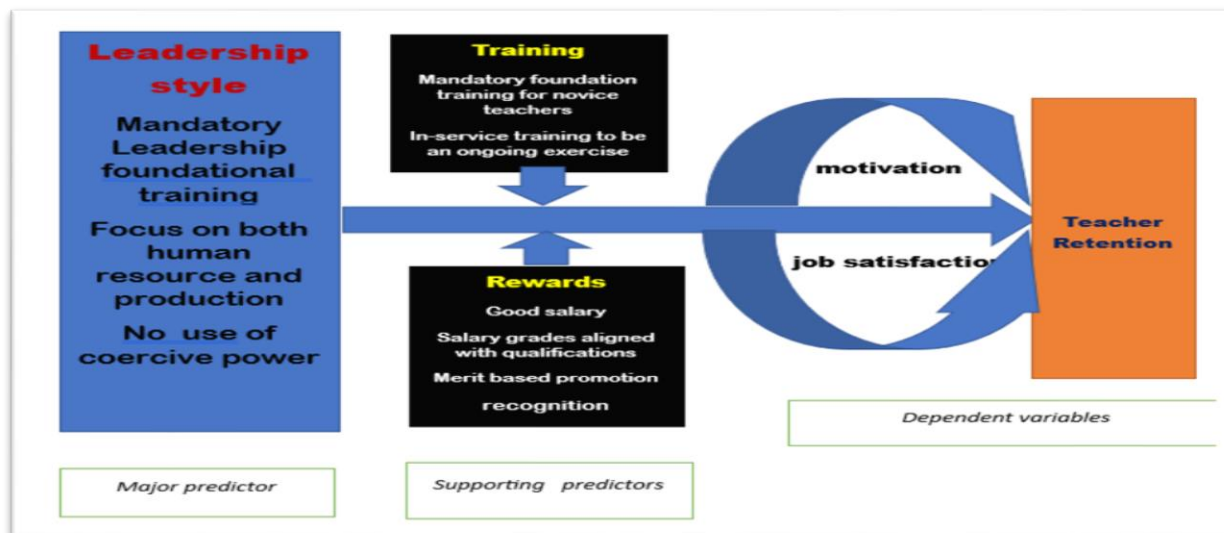 Leadership
style
Mandatory
Leadership
foundational
training
Focus on both
human
resource and
production
No use of
coercive power
Training
Mandatory foundation
training for novice
teachers
In-service training to be
an ongoing exercise
Rewards
Good salary
Salary grades aligned
with qualifications
Merit based promotion
recognition
motivation
job satisfaction
Teacher
Retention
Major predictor
Supporting predictors
Dependent variables